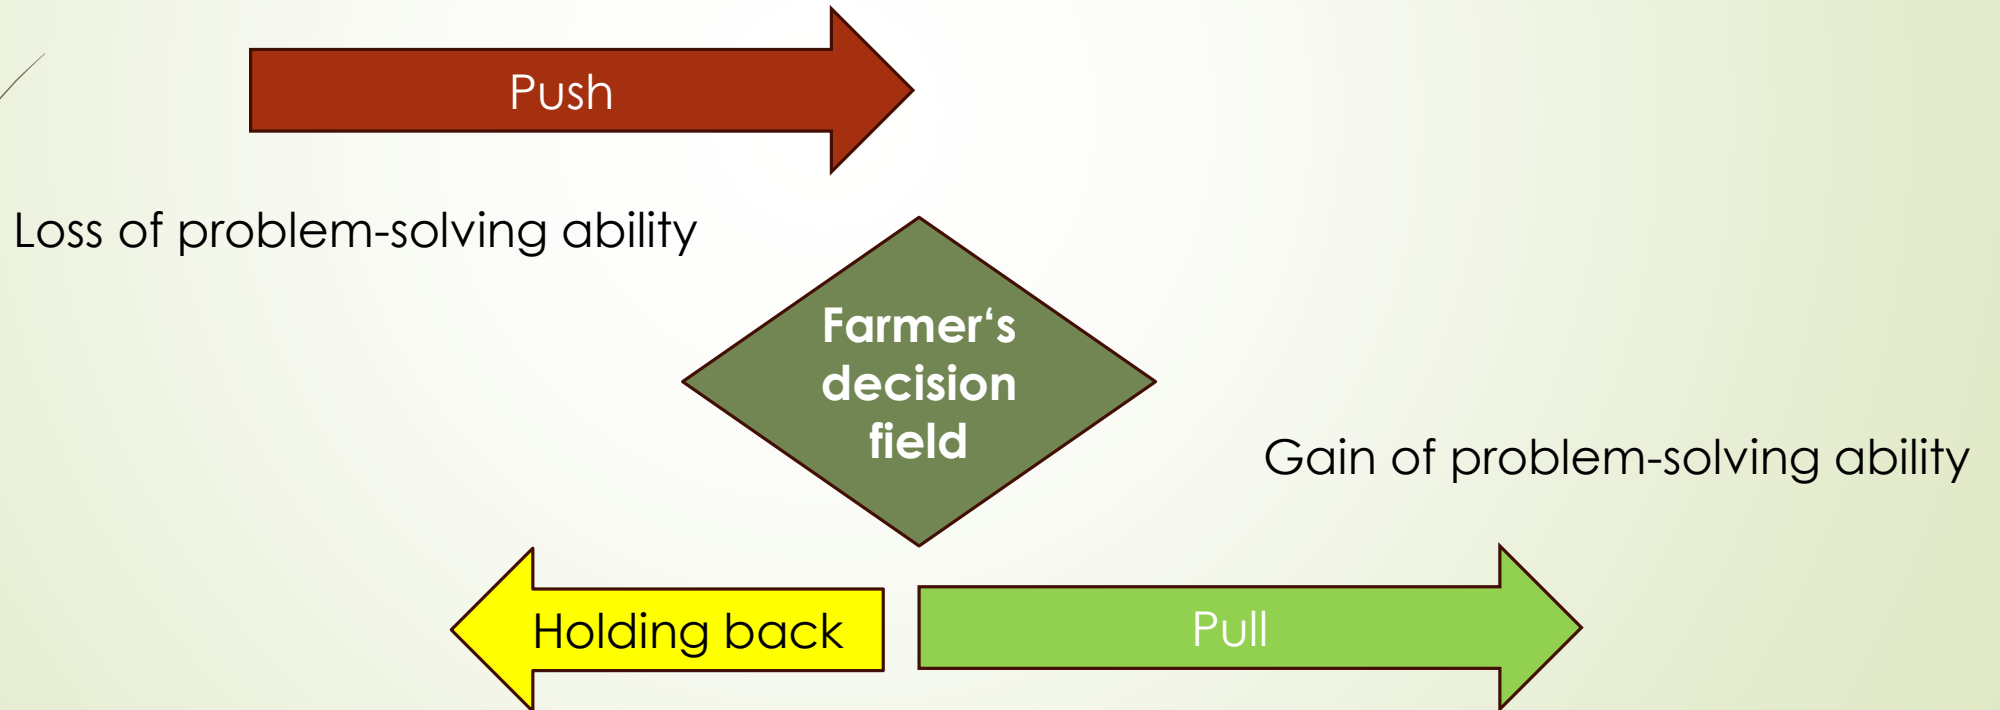 Push
Loss of problem-solving ability
Farmer‘s
decision
field
Gain of problem-solving ability
Holding back
Pull